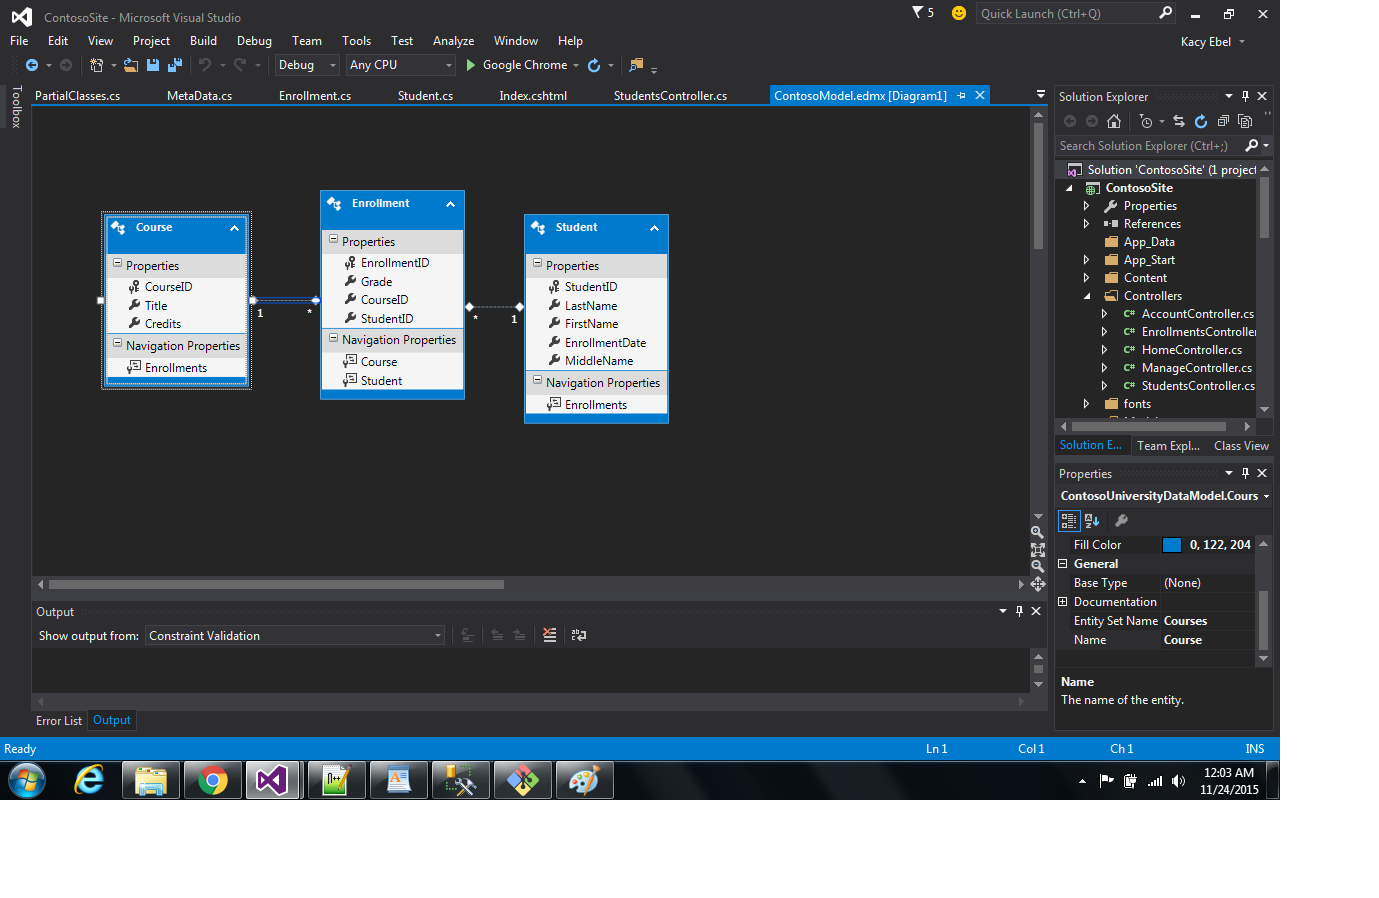 ContosoSite - Microsoft Visual Studio
5
Quick Launch (Ctrl+Q)
File Edit View Project Build Debug Team Tools Test Analyze Window Help
Kacy Ebel
Debug Any CPU Google Chrome
Toolbox
PartialClasses.cs MetaData.cs Enrollment.cs Student.cs Index.cshtml StudentsController.cs ContosoModel.edmx [Diagram1]
Course
Properties
CourseID
Title
Credits
Navigation Properties
Enrollments
1
*
Enrollment
Properties
EnrollmentID
Grade
CourseID
StudentID
Navigation Properties
Course
Student
*
1
Student
Properties
StudentID
LastName
FirstName
EnrollmentDate
MiddleName
Navigation Properties
Enrollments
Solution Explorer
Search Solution Explorer (Ctrl+;)
Solution 'ContosoSite' (1 project
ContosoSite
Properties
References
App_Data
App_Start
Content
Controllers
C# AccountController.cs
C# EnrollmentsController
C# HomeController.cs
C# ManageController.cs
C# StudentsController.cs
fonts
Solution E... Team Expl... Class View
Properties
ContosoUniversityDataModel.Cours
Fill Color 0, 122, 204
General
Base Type (None)
Documentation
Entity Set Name Courses
Name Course
Name
The name of the entity.
Output
Show output from: Constraint Validation
Error List Output
Ready Ln 1 Col 1 Ch 1 INS
12:03 AM
11/24/2015